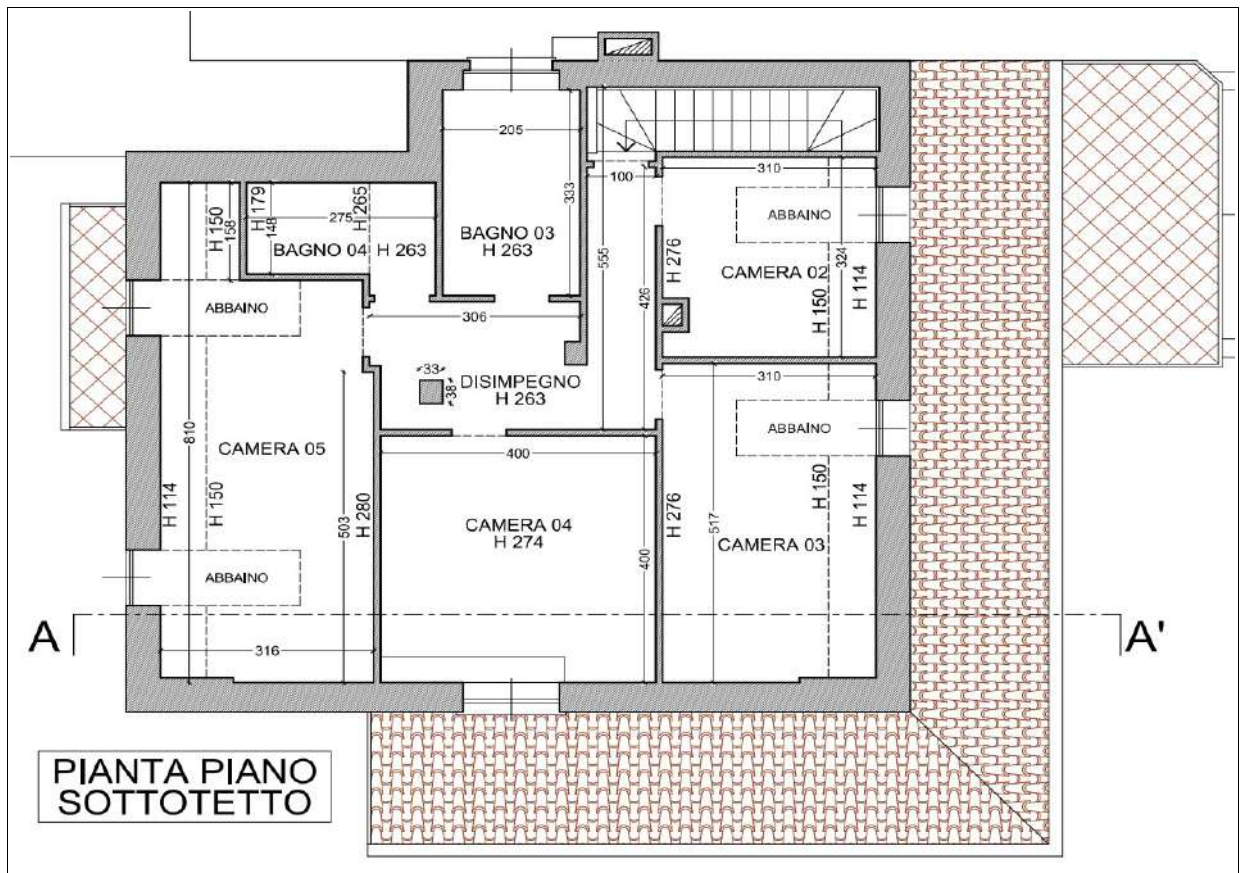 205
333
BAGNO 03
H 263
100
310
ABBAINO
H 276
CAMERA 02
324
H 150
H 114
H 150
158
H 179
275
148
H 265
BAGNO 04
H 263
555
426
ABBAINO
306
33
38
DISIMPEGNO
H 263
310
ABBAINO
810
CAMERA 05
H 114
H 150
503
H 280
400
CAMERA 04
H 274
400
H 276
517
CAMERA 03
H 150
H 114
ABBAINO
316
A
A'
PIANTA PIANO
SOTTOTETTO